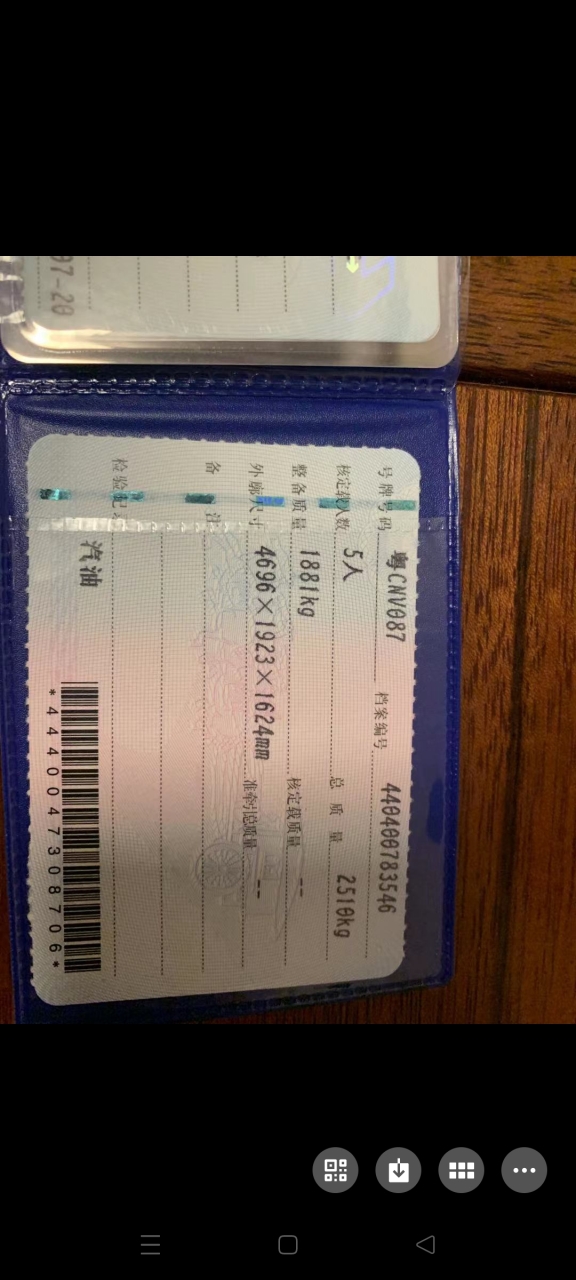 97-20
号牌号码 粤CNV087 档案编号 440400783546
核定载人数 5人 总质量 2510kg
整备质量 1881kg 核定载质量 --
外廓尺寸 4696×1923×1624mm 准牵引总质量 --
备注
检验记录
汽油
*4440047308706*